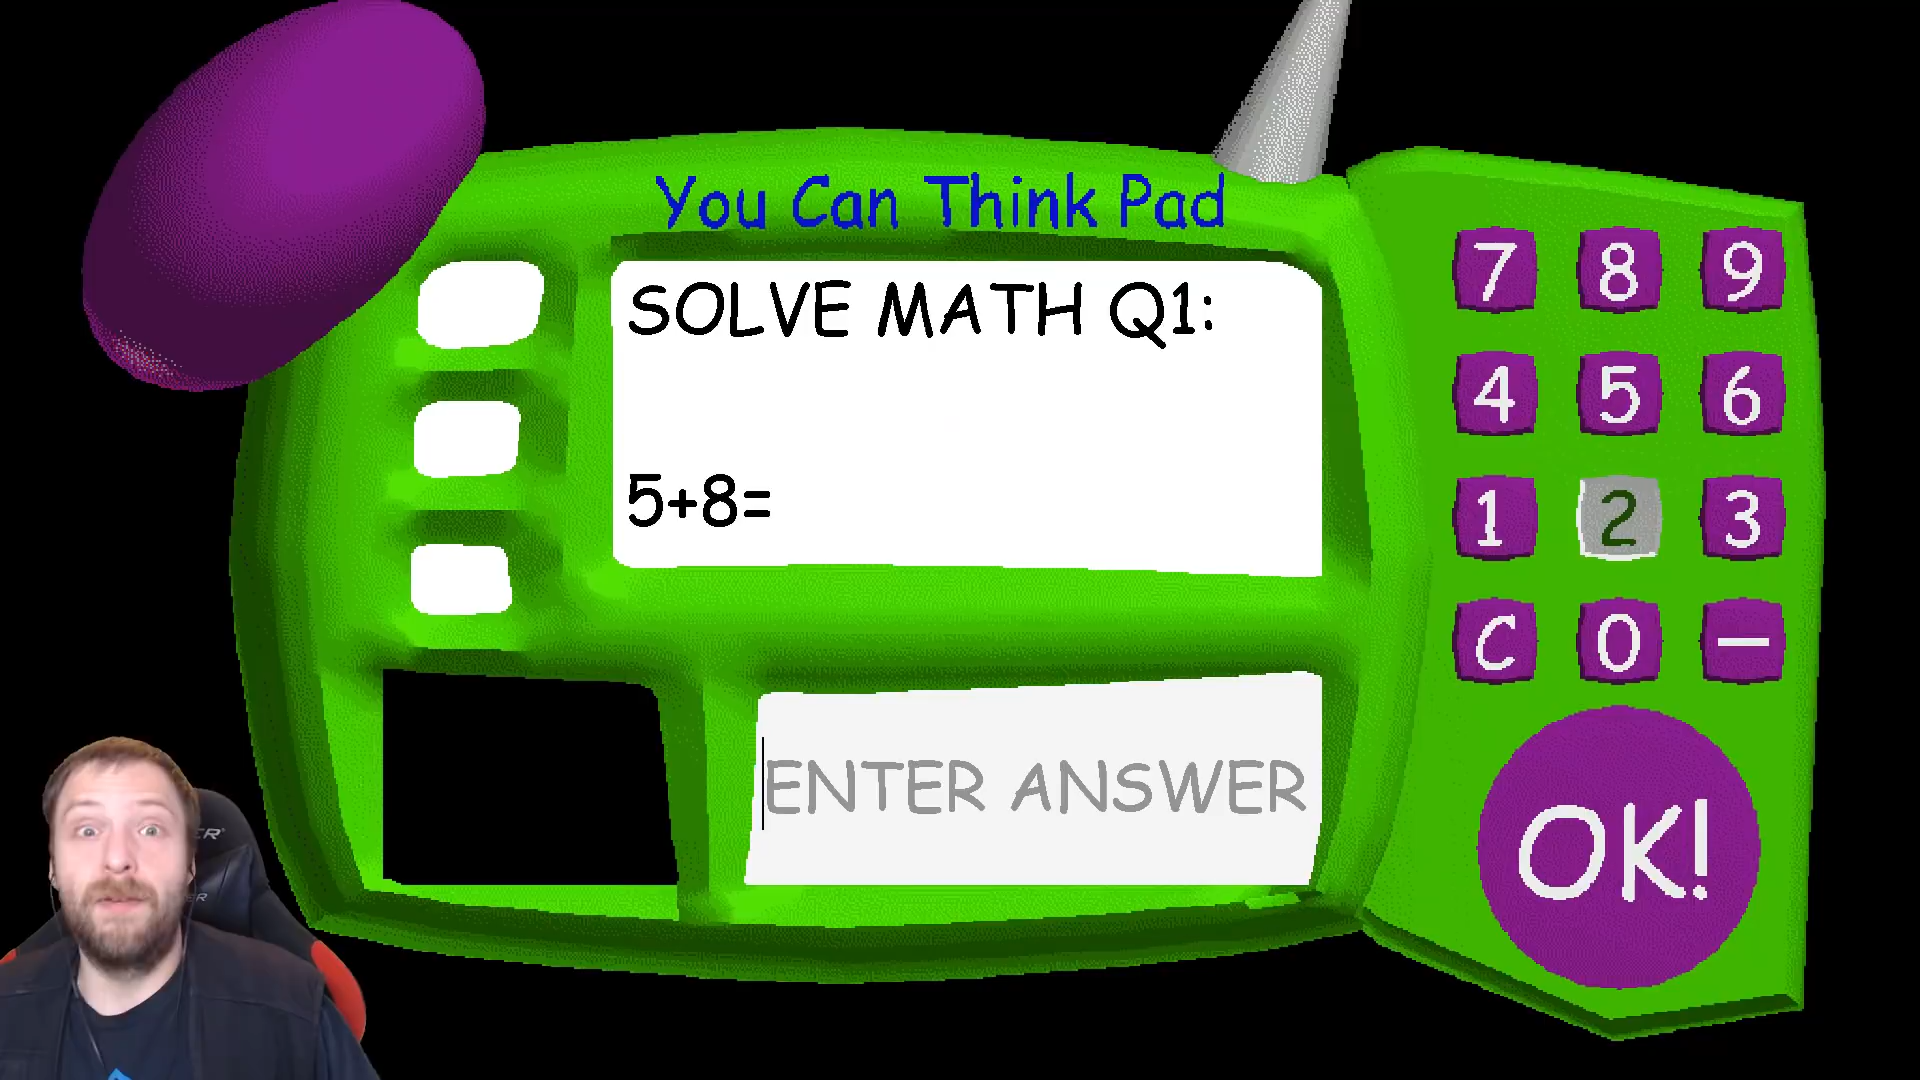 You Can Think Pad
SOLVE MATH Q1:
5+8=
ENTER ANSWER
7 8 9
4 5 6
1 2 3
C 0 –
OK!